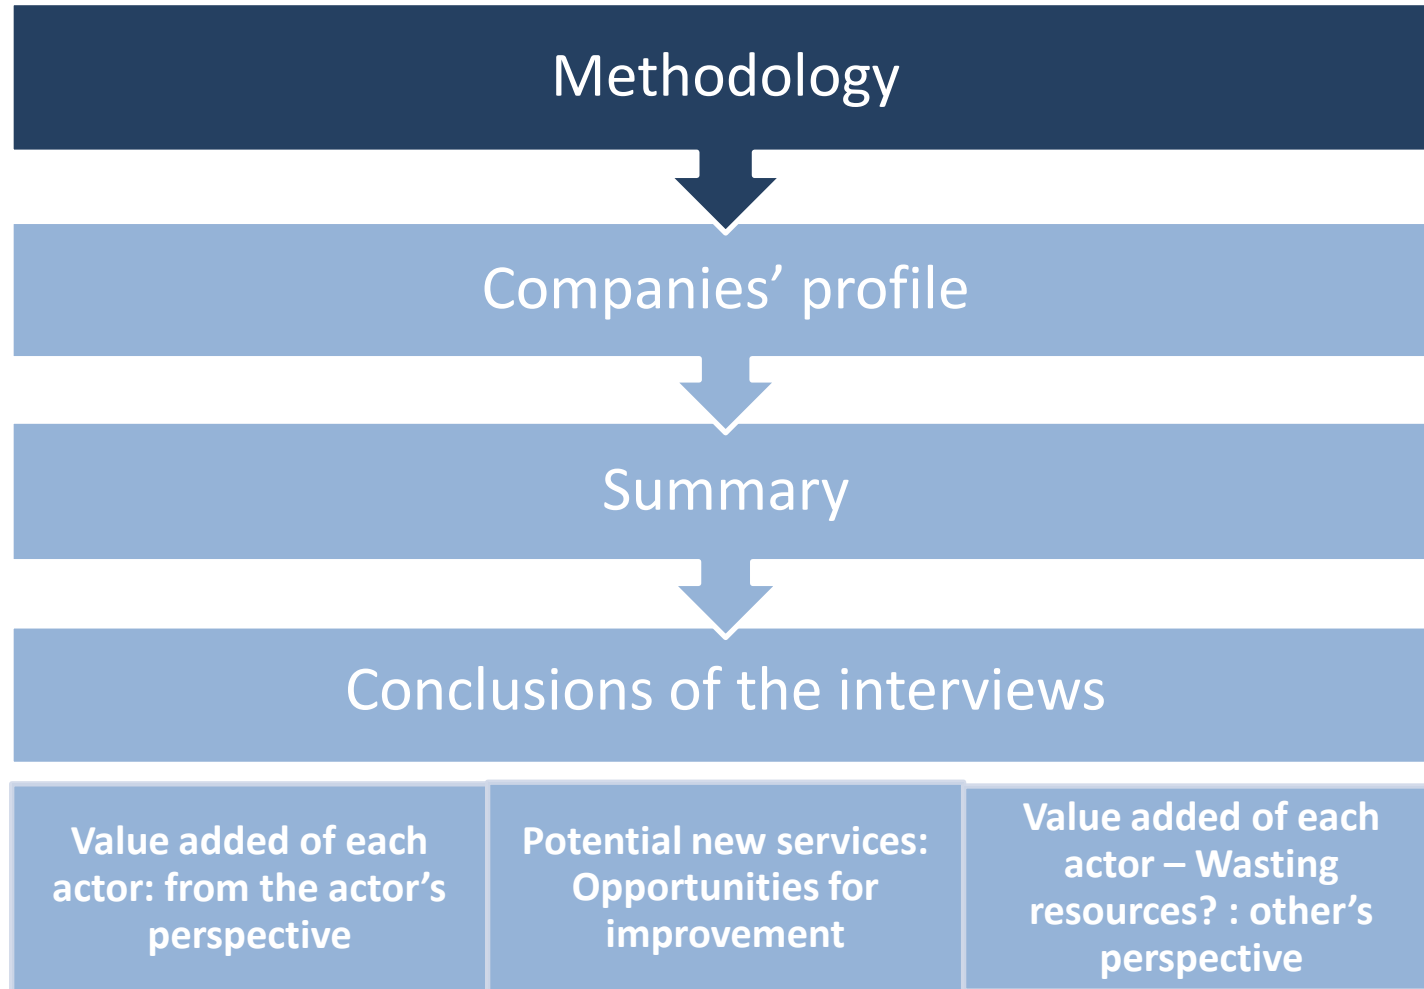 Methodology
Companies’ profile
Summary
Conclusions of the interviews
Value added of each
actor: from the actor’s
perspective
Potential new services:
Opportunities for
improvement
Value added of each
actor – Wasting
resources? : other’s
perspective